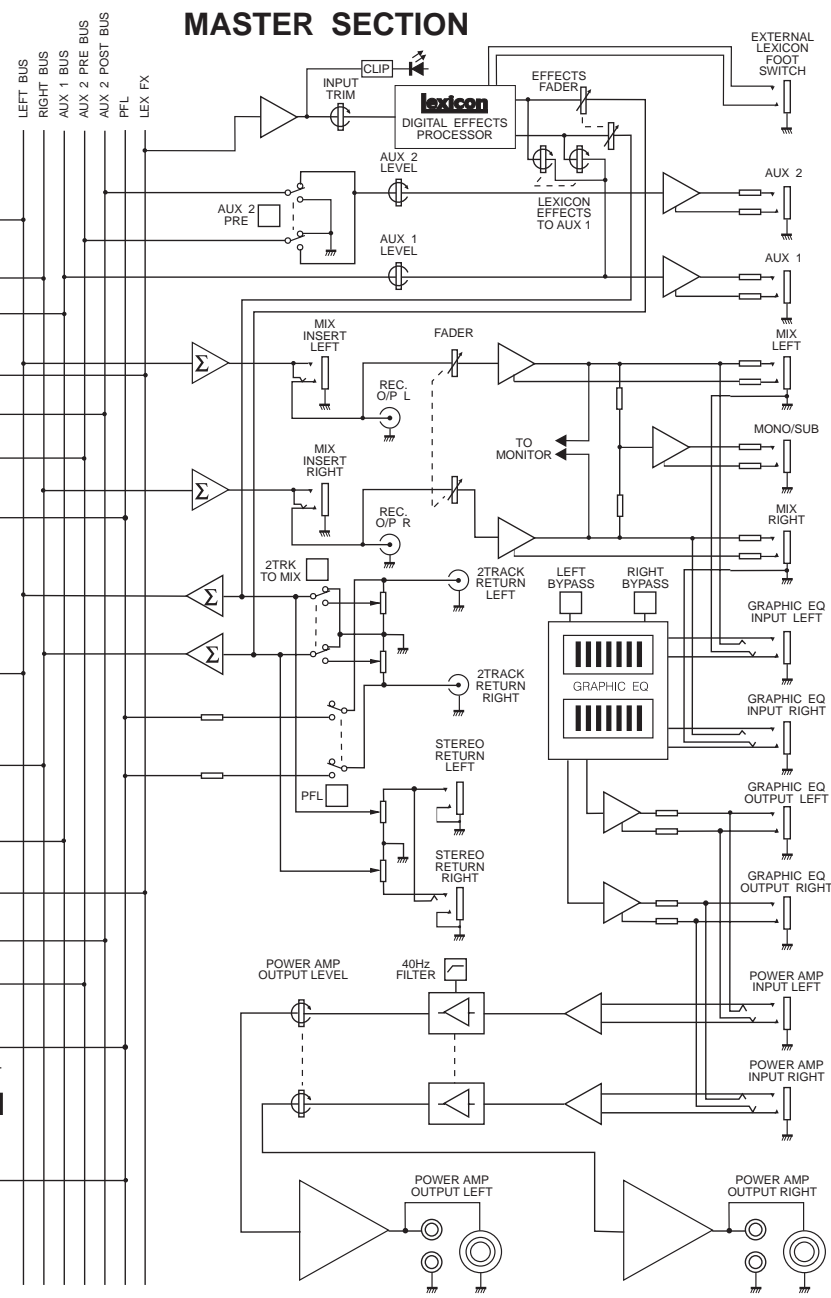 MASTER SECTION
LEFT BUS
RIGHT BUS
AUX 1 BUS
AUX 2 PRE BUS
AUX 2 POST BUS
PFL
LEX FX
CLIP
INPUT
TRIM
lexicon
DIGITAL EFFECTS
PROCESSOR
EFFECTS
FADER
EXTERNAL
LEXICON
FOOT
SWITCH
AUX 2
LEVEL
AUX 2
PRE
LEXICON
EFFECTS
TO AUX 1
AUX 2
AUX 1
LEVEL
AUX 1
MIX
INSERT
LEFT
FADER
MIX
LEFT
Σ
REC.
O/P L
TO
MONITOR
MONO/SUB
MIX
INSERT
RIGHT
Σ
REC.
O/P R
MIX
RIGHT
2TRK
TO MIX
2TRACK
RETURN
LEFT
LEFT
BYPASS
RIGHT
BYPASS
Σ
GRAPHIC EQ
INPUT LEFT
Σ
GRAPHIC EQ
2TRACK
RETURN
RIGHT
GRAPHIC EQ
INPUT RIGHT
STEREO
RETURN
LEFT
PFL
GRAPHIC EQ
OUTPUT LEFT
STEREO
RETURN
RIGHT
GRAPHIC EQ
OUTPUT RIGHT
POWER AMP
OUTPUT LEVEL
40Hz
FILTER
POWER AMP
INPUT LEFT
POWER AMP
INPUT RIGHT
POWER AMP
OUTPUT LEFT
POWER AMP
OUTPUT RIGHT